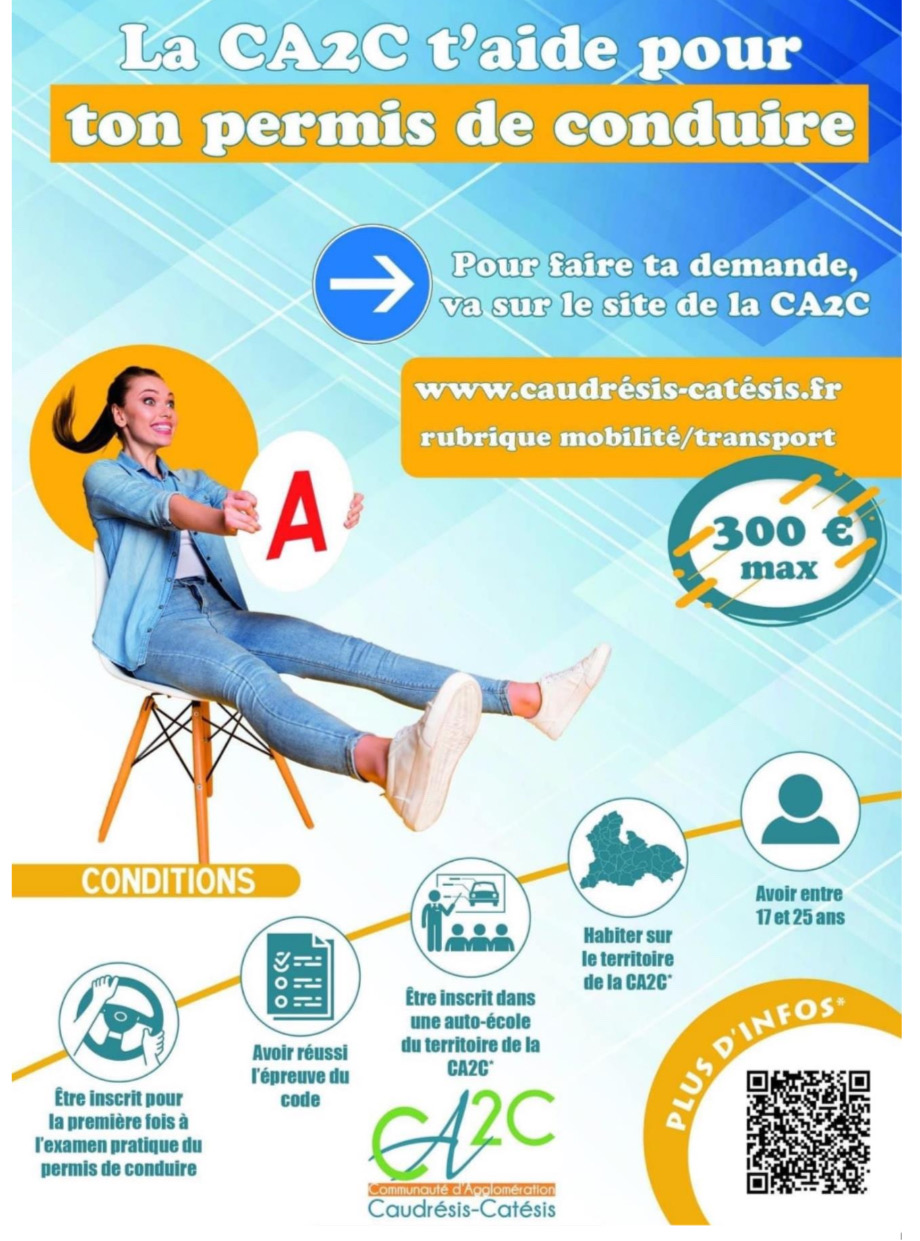 La CA2C t'aide pour
ton permis de conduire
Pour faire ta demande,
va sur le site de la CA2C
www.caudrésis-catésis.fr
rubrique mobilité/transport
A
300 €
max
CONDITIONS
Être inscrit pour
la première fois à
l'examen pratique du
permis de conduire
Avoir réussi
l'épreuve du
code
Être inscrit dans
une auto-école
du territoire de la
CA2C*
Habiter sur
le territoire
de la CA2C*
Avoir entre
17 et 25 ans
PLUS D'INFOS*
CA2C
Communauté d'Agglomération
Caudrésis-Catésis